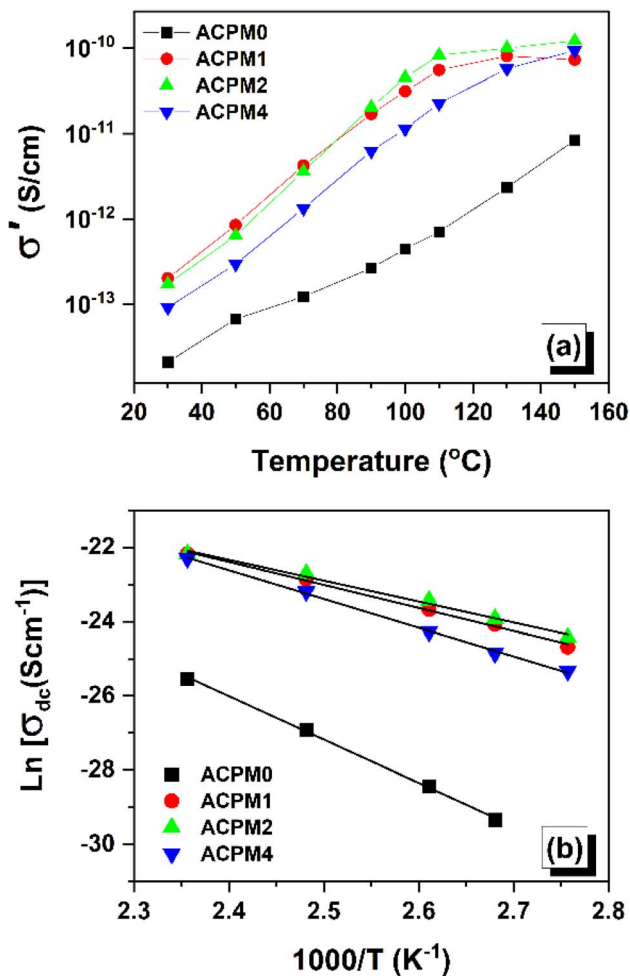 ACPM0
ACPM1
ACPM2
ACPM4
10⁻¹⁰
10⁻¹¹
10⁻¹²
10⁻¹³
σ' (S/cm)
(a)
20 40 60 80 100 120 140 160
Temperature (°C)
-22
-24
-26
-28
-30
Ln [σdc(Scm⁻¹)]
ACPM0
ACPM1
ACPM2
ACPM4
(b)
2.3 2.4 2.5 2.6 2.7 2.8
1000/T (K⁻¹)